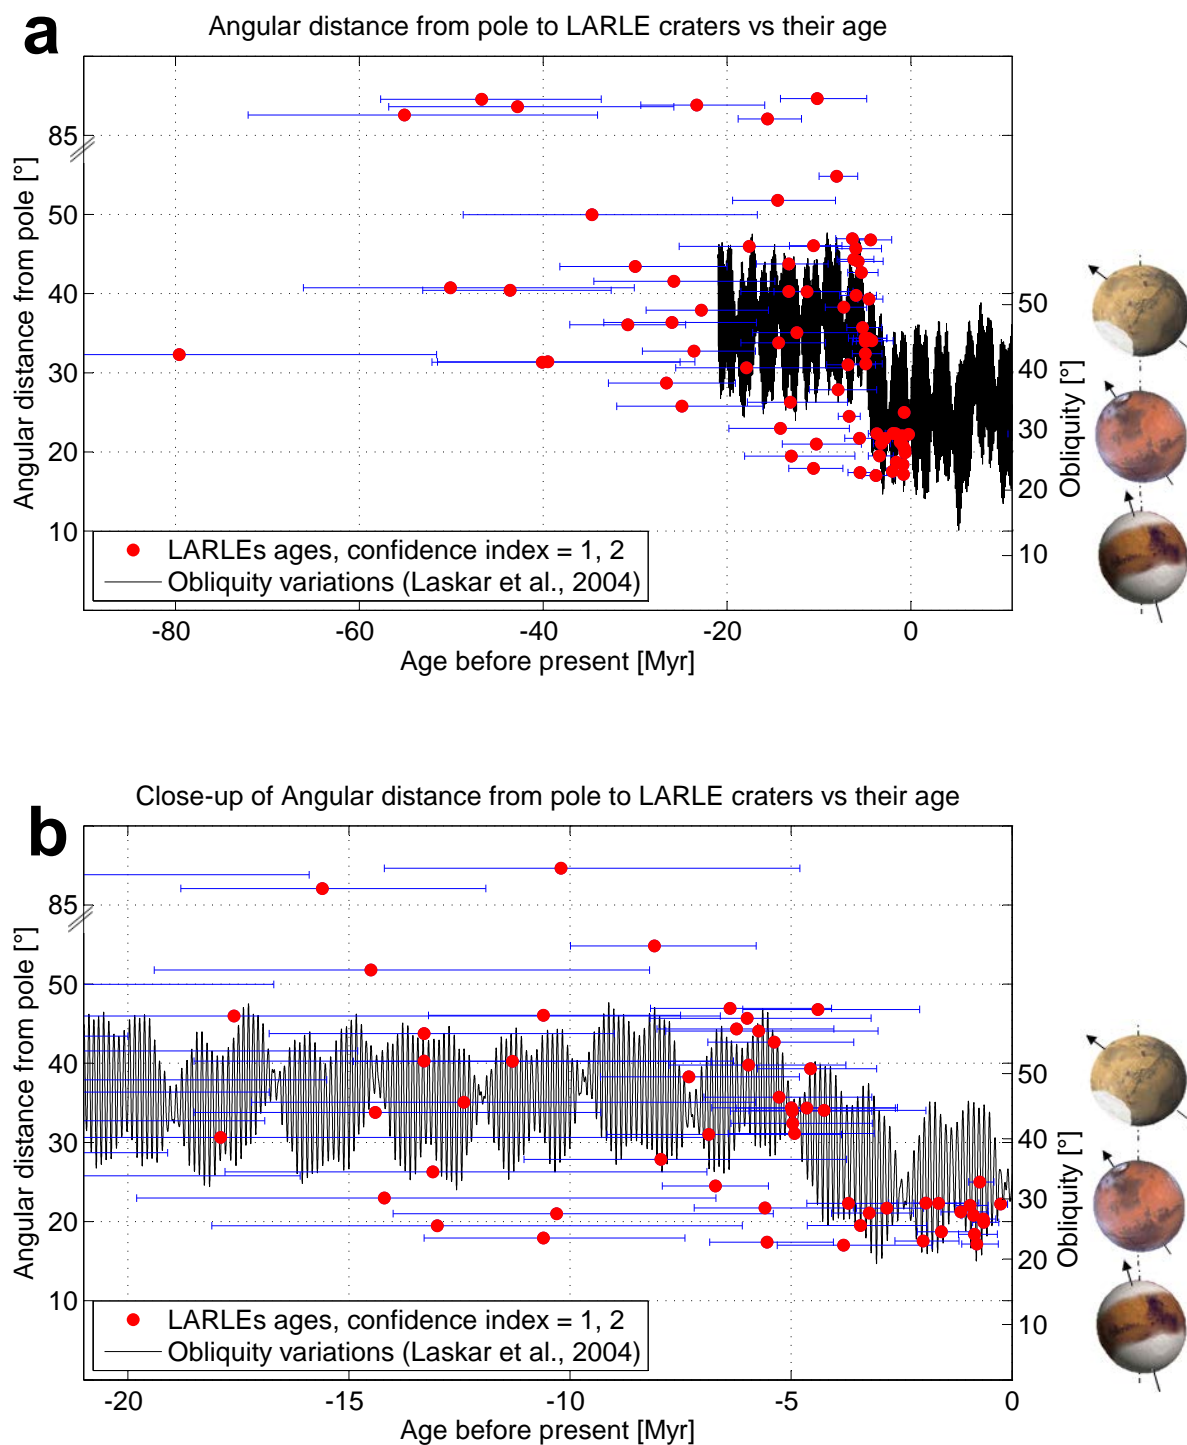 a
Angular distance from pole to LARLE craters vs their age
Angular distance from pole [°]
85
50
40
30
20
10
50
40
30
20
10
Obliquity [°]
LARLEs ages, confidence index = 1, 2
Obliquity variations (Laskar et al., 2004)
-80 -60 -40 -20 0
Age before present [Myr]
b
Close-up of Angular distance from pole to LARLE craters vs their age
Angular distance from pole [°]
85
50
40
30
20
10
50
40
30
20
10
Obliquity [°]
LARLEs ages, confidence index = 1, 2
Obliquity variations (Laskar et al., 2004)
-20 -15 -10 -5 0
Age before present [Myr]